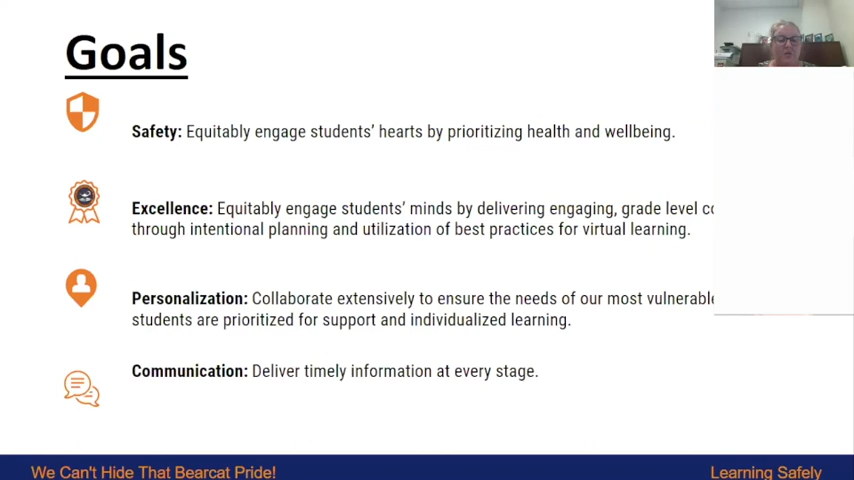 Goals
Safety: Equitably engage students’ hearts by prioritizing health and wellbeing.
Excellence: Equitably engage students’ minds by delivering engaging, grade level
through intentional planning and utilization of best practices for virtual learning.
Personalization: Collaborate extensively to ensure the needs of our most vulnerable
students are prioritized for support and individualized learning.
Communication: Deliver timely information at every stage.
We Can't Hide That Bearcat Pride!
Learning Safely